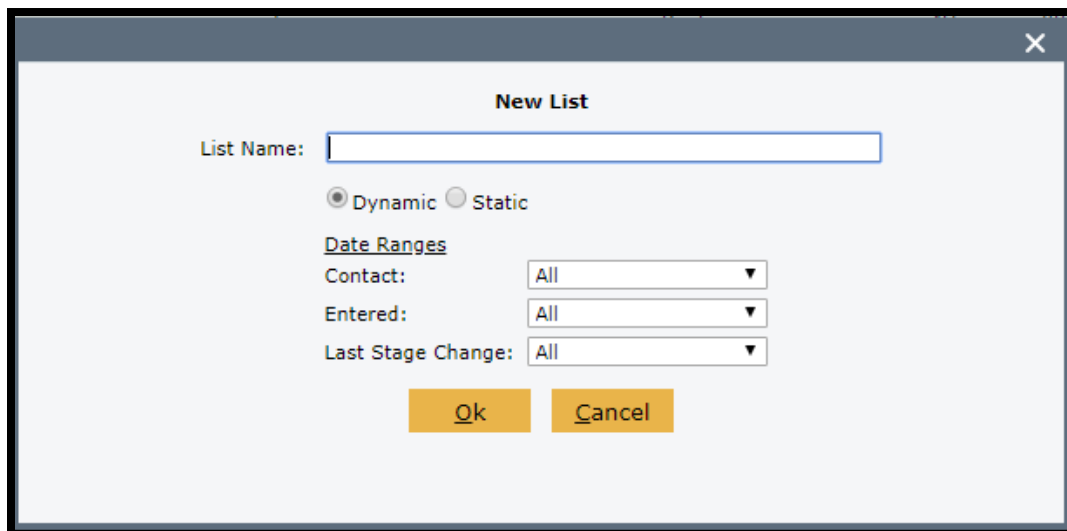 New List
List Name:
Dynamic Static
Date Ranges
Contact: All
Entered: All
Last Stage Change: All
Ok Cancel